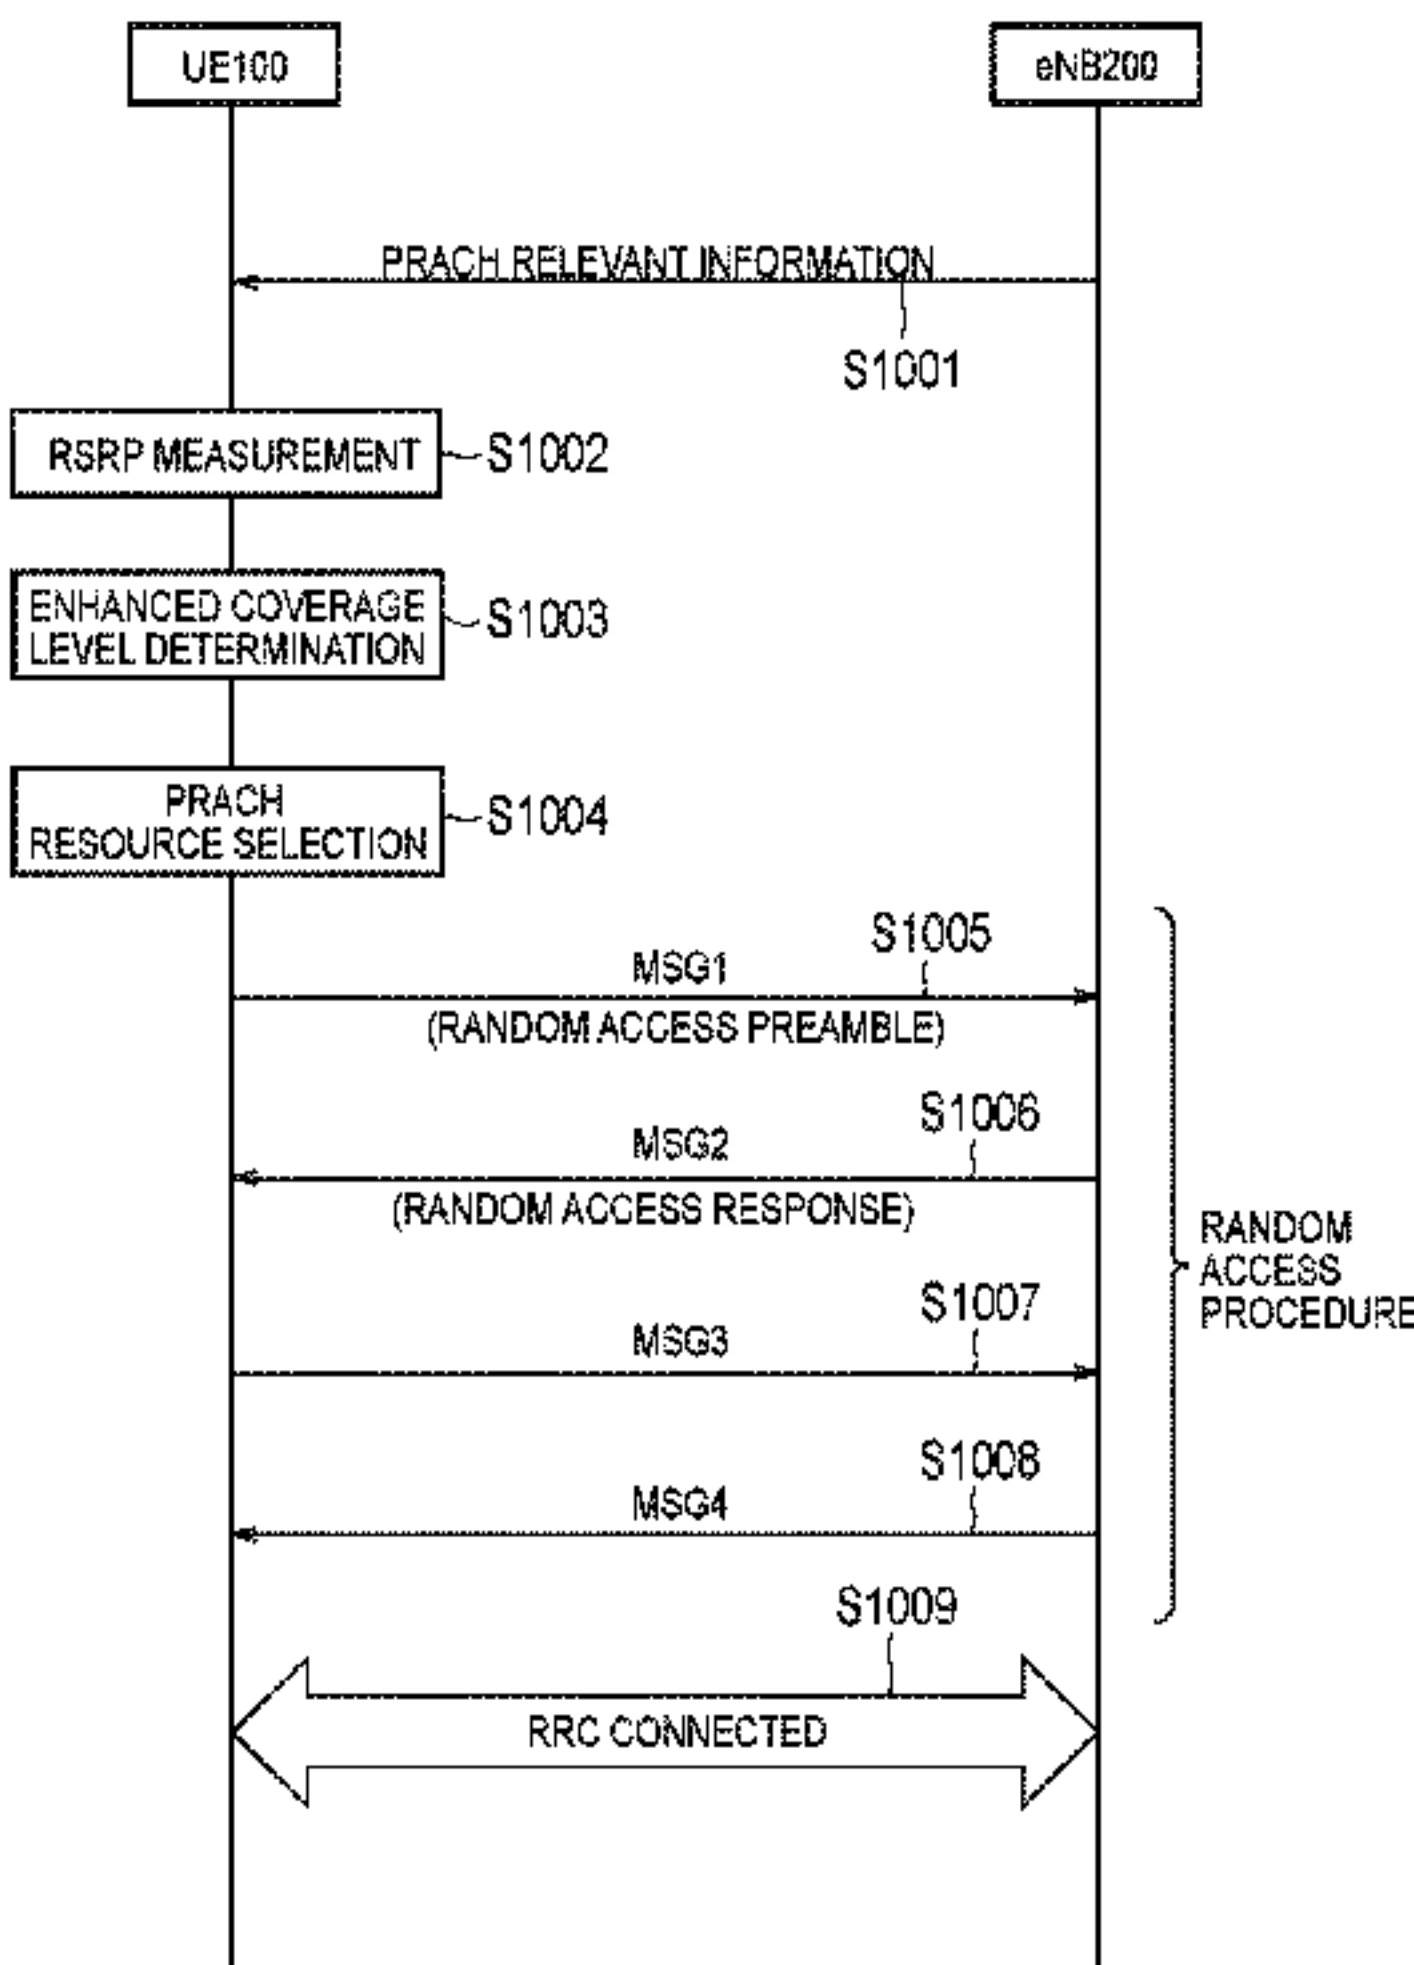 UE100
eNB200
PRACH RELEVANT INFORMATION
S1001
RSRP MEASUREMENT
S1002
ENHANCED COVERAGE
LEVEL DETERMINATION
S1003
PRACH
RESOURCE SELECTION
S1004
S1005
MSG1
(RANDOM ACCESS PREAMBLE)
S1006
MSG2
(RANDOM ACCESS RESPONSE)
RANDOM
ACCESS
PROCEDURE
S1007
MSG3
S1008
MSG4
S1009
RRC CONNECTED